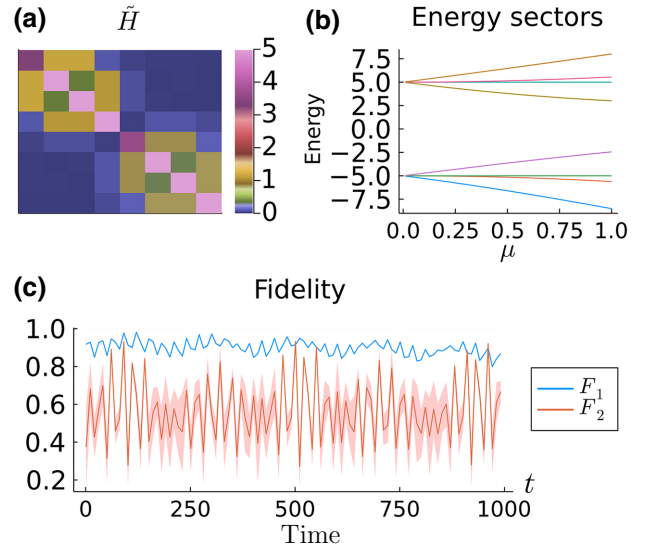 (a)
H̃
5
4
3
2
1
0
(b)
Energy sectors
Energy
7.5
5.0
2.5
0.0
−2.5
−5.0
−7.5
0.0
0.25
0.5
0.75
1.0
μ
(c)
Fidelity
1.0
0.8
0.6
0.4
0.2
0
250
500
750
1000
t
Time
F₁
F₂